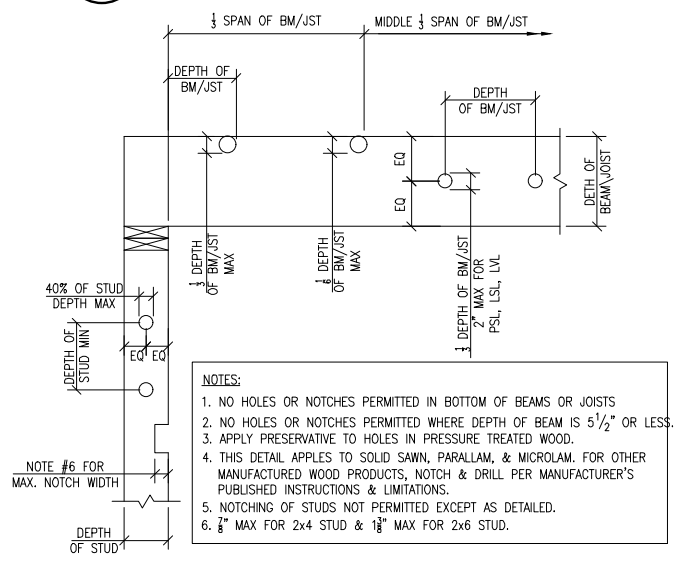 ⅓ SPAN OF BM/JST
MIDDLE ⅓ SPAN OF BM/JST
DEPTH OF
BM/JST
DEPTH
OF BM/JST
EQ
EQ
DETH OF
BEAM\JOIST
⅓ DEPTH
OF BM/JST
MAX
⅙ DEPTH
OF BM/JST
MAX
⅓ DEPTH OF BM/JST
2" MAX FOR
PSL, LSL, LVL
40% OF STUD
DEPTH MAX
DEPTH OF
STUD MIN
EQ EQ
NOTE #6 FOR
MAX. NOTCH WIDTH
DEPTH
OF STUD
NOTES:
1. NO HOLES OR NOTCHES PERMITTED IN BOTTOM OF BEAMS OR JOISTS
2. NO HOLES OR NOTCHES PERMITTED WHERE DEPTH OF BEAM IS 5 1/2" OR LESS.
3. APPLY PRESERVATIVE TO HOLES IN PRESSURE TREATED WOOD.
4. THIS DETAIL APPLIES TO SOLID SAWN, PARALLAM, & MICROLAM. FOR OTHER
MANUFACTURED WOOD PRODUCTS, NOTCH & DRILL PER MANUFACTURER'S
PUBLISHED INSTRUCTIONS & LIMITATIONS.
5. NOTCHING OF STUDS NOT PERMITTED EXCEPT AS DETAILED.
6. ⅞" MAX FOR 2x4 STUD & 1⅜" MAX FOR 2x6 STUD.